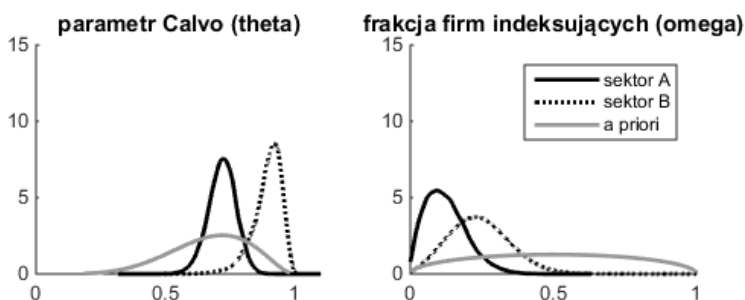 parametr Calvo (theta)
15
10
5
0
0
0.5
1
frakcja firm indeksujących (omega)
15
10
5
0
0
0.5
1
sektor A
sektor B
a priori